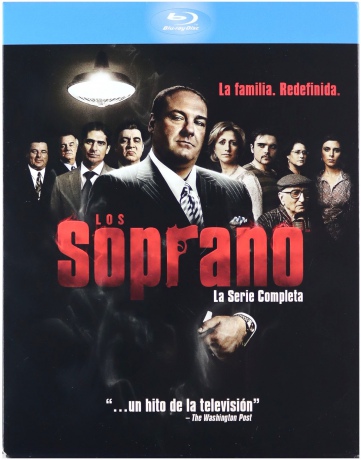 Blu-ray Disc
La familia. Redefinida.
LOS
Soprano
La Serie Completa
“...un hito de la televisión”
– The Washington Post